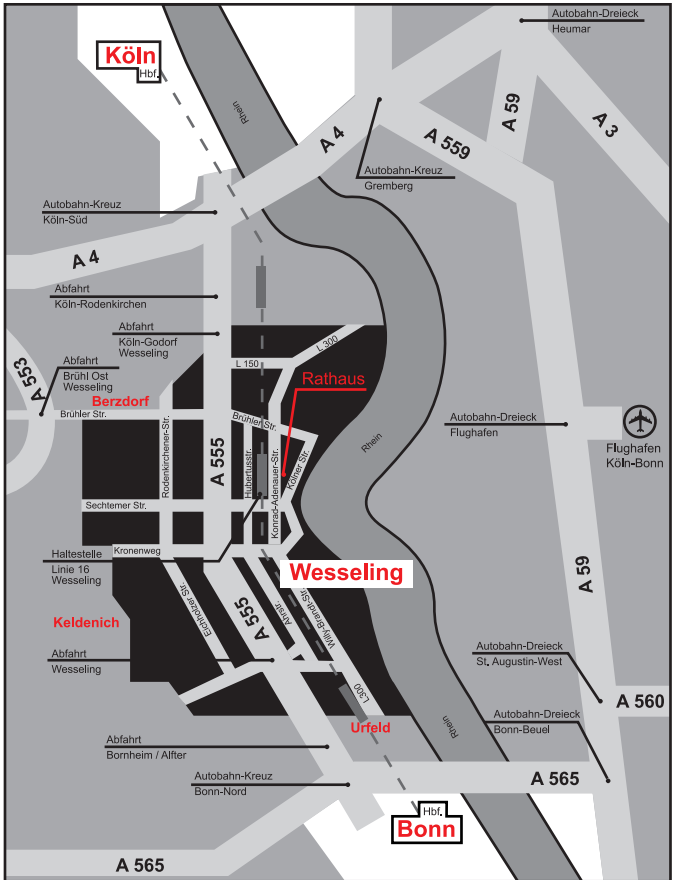 Autobahn-Dreieck
Heumar
Köln
Hbf.
Rhein
A 59
A 3
A 4
A 559
Autobahn-Kreuz
Gremberg
Autobahn-Kreuz
Köln-Süd
A 4
Abfahrt
Köln-Rodenkirchen
Abfahrt
Köln-Godorf
Wesseling
L 300
L 150
Abfahrt
Brühl Ost
Wesseling
A 553
Rathaus
Berzdorf
Brühler Str.
Brühler Str.
Autobahn-Dreieck
Flughafen
Flughafen
Köln-Bonn
Rhein
A 555
Rodenkirchener-Str.
Hubertusstr.
Konrad-Adenauer-Str.
Kölner Str.
Sechtemer Str.
Kronenweg
Haltestelle
Linie 16
Wesseling
Wesseling
A 59
Eichholzer Str.
A 555
Ahrstr.
Willy-Brandt-Str.
Keldenich
Abfahrt
Wesseling
Autobahn-Dreieck
St. Augustin-West
L300
A 560
Urfeld
Rhein
Autobahn-Dreieck
Bonn-Beuel
Abfahrt
Bornheim / Alfter
Autobahn-Kreuz
Bonn-Nord
A 565
Hbf.
Bonn
A 565